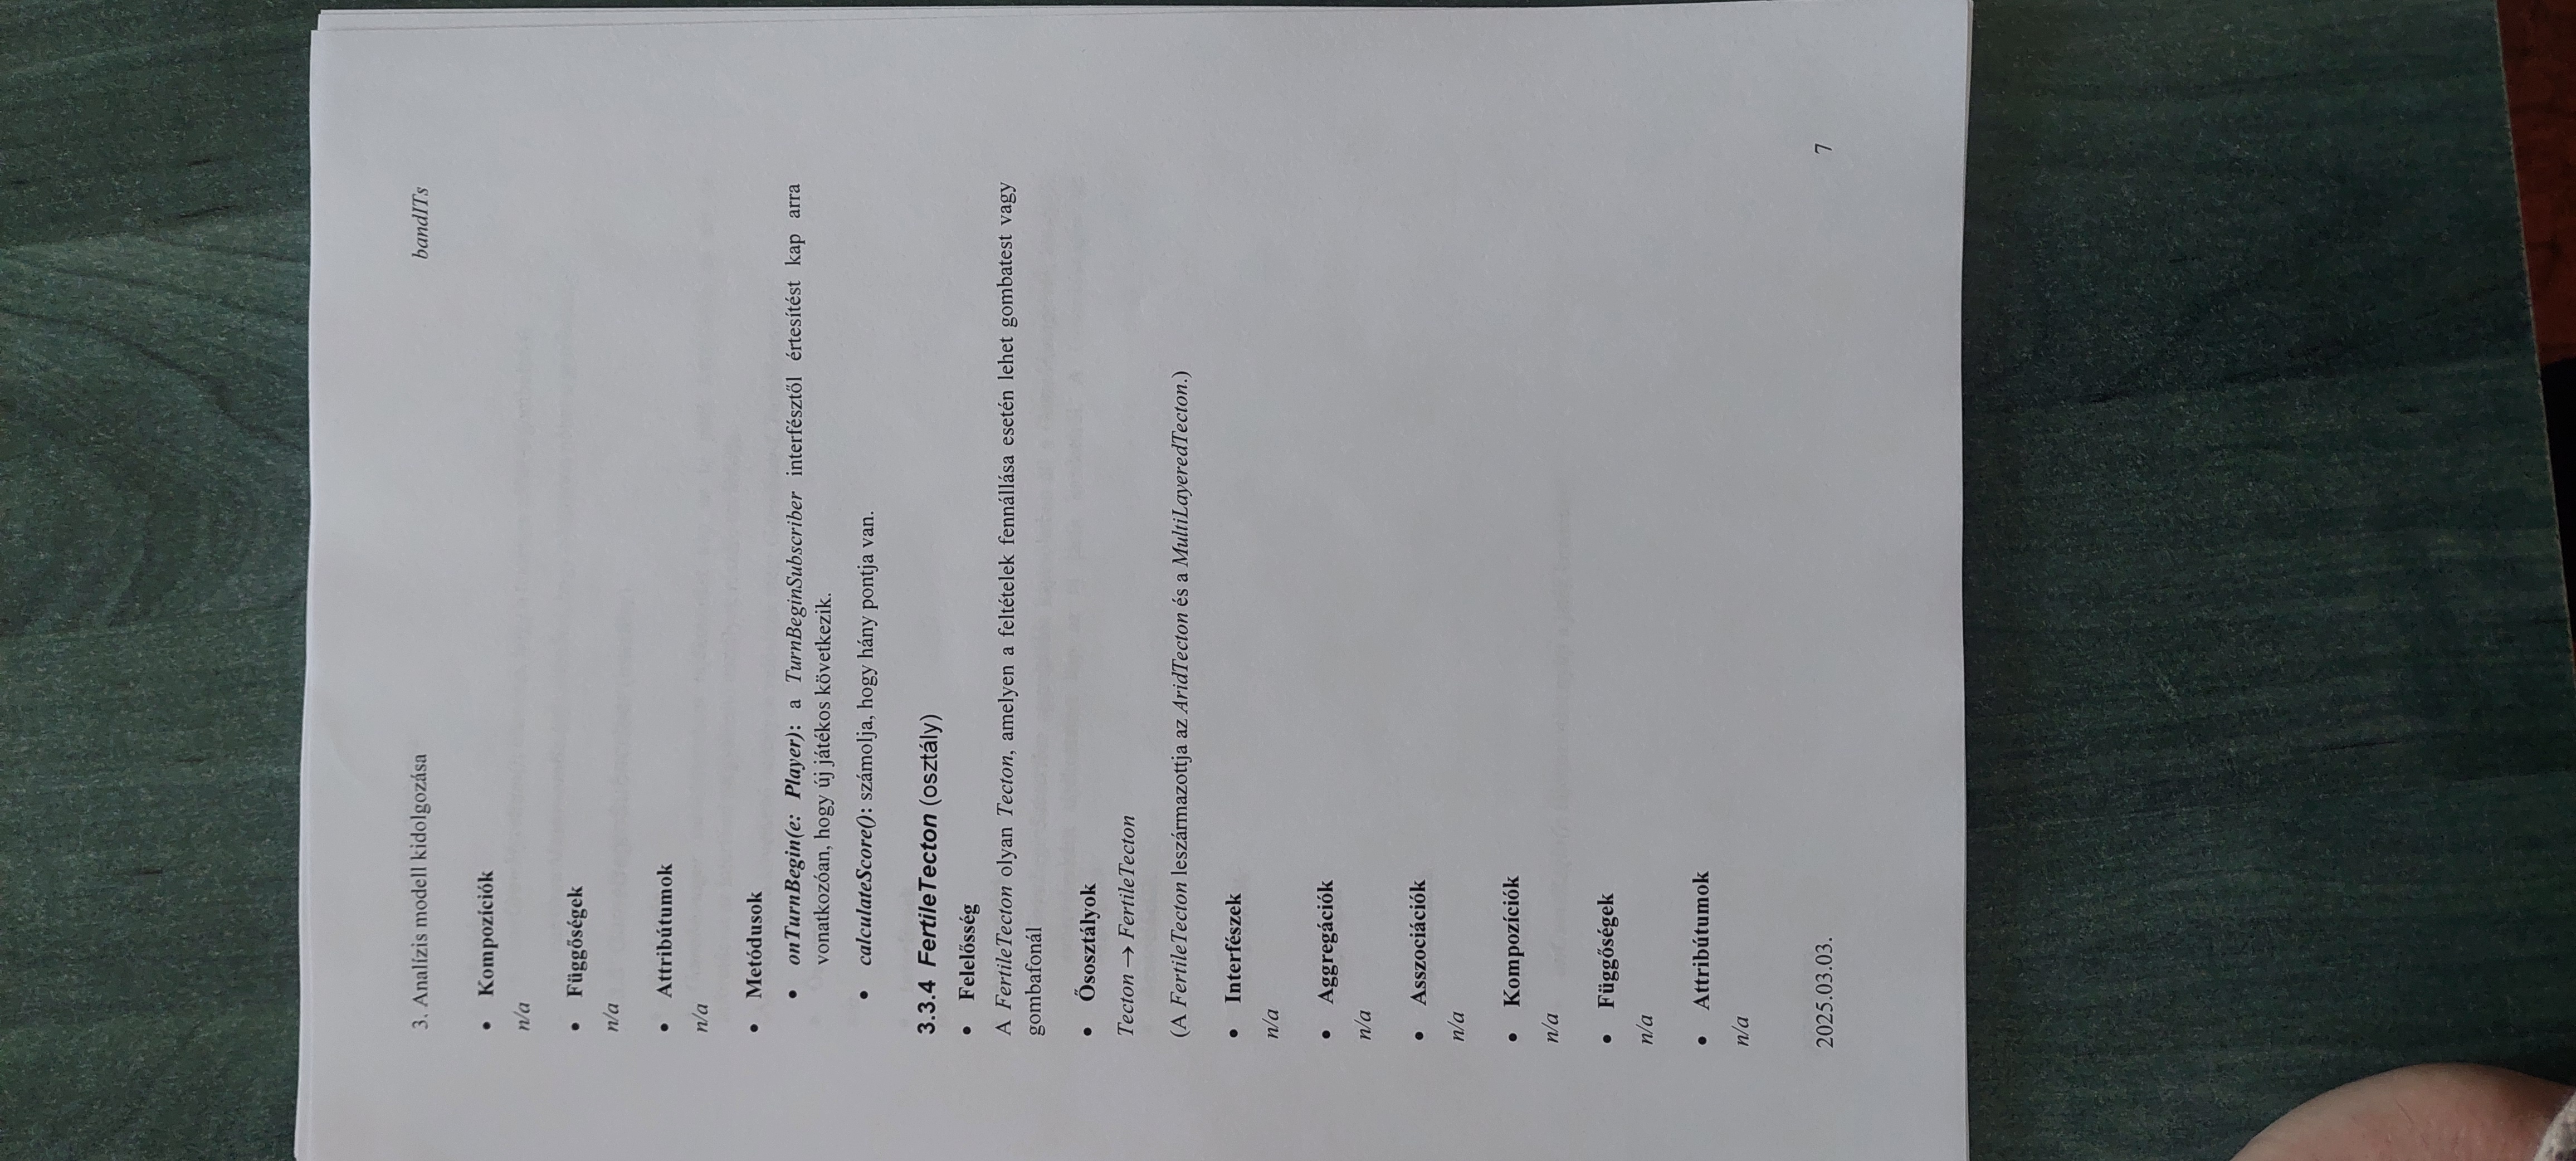 3. Analízis modell kidolgozása bandITs
• Kompozíciók
n/a
• Függőségek
n/a
• Attribútumok
n/a
• Metódusok
• onTurnBegin(e: Player): a TurnBeginSubscriber interfésztől értesítést kap arra
vonatkozóan, hogy új játékos következik.
• calculateScore(): számolja, hogy hány pontja van.
3.3.4 FertileTecton (osztály)
• Felelősség
A FertileTecton olyan Tecton, amelyen a feltételek fennállása esetén lehet gombatest vagy
gombafonál
• Ősosztályok
Tecton → FertileTecton
(A FertileTecton leszármazottja az AridTecton és a MultiLayeredTecton.)
• Interfészek
n/a
• Aggregációk
n/a
• Asszociációk
n/a
• Kompozíciók
n/a
• Függőségek
n/a
• Attribútumok
n/a
2025.03.03. 7